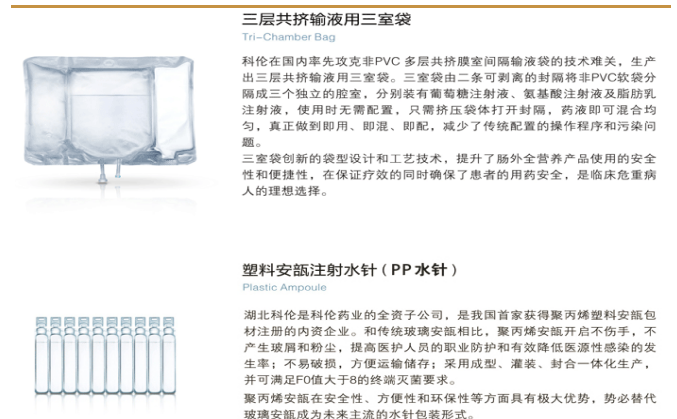 三层共挤输液用三室袋
Tri-Chamber Bag
科伦在国内率先攻克非PVC 多层共挤膜室间隔输液袋的技术难关，生产
出三层共挤输液用三室袋。三室袋由二条可剥离的封隔将非PVC软袋分
隔成三个独立的腔室，分别装有葡萄糖注射液、氨基酸注射液及脂肪乳
注射液，使用时无需配置，只需挤压袋体打开封隔，药液即可混合均
匀，真正做到即用、即混、即配，减少了传统配置的操作程序和污染问
题。
三室袋创新的袋型设计和工艺技术，提升了肠外全营养产品使用的安全
性和便捷性，在保证疗效的同时确保了患者的用药安全，是临床危重病
人的理想选择。
塑料安瓿注射水针（PP水针）
Plastic Ampoule
湖北科伦是科伦药业的全资子公司，是我国首家获得聚丙烯塑料安瓿包
材注册的内资企业。和传统玻璃安瓿相比，聚丙烯安瓿开启不伤手，不
产生玻屑和粉尘，提高医护人员的职业防护和有效降低医源性感染的发
生率；不易破损，方便运输储存；采用成型、灌装、封合一体化生产，
并可满足F0值大于8的终端灭菌要求。
聚丙烯安瓿在安全性、方便性和环保性等方面具有极大优势，势必替代
玻璃安瓿成为未来主流的水针包装形式。